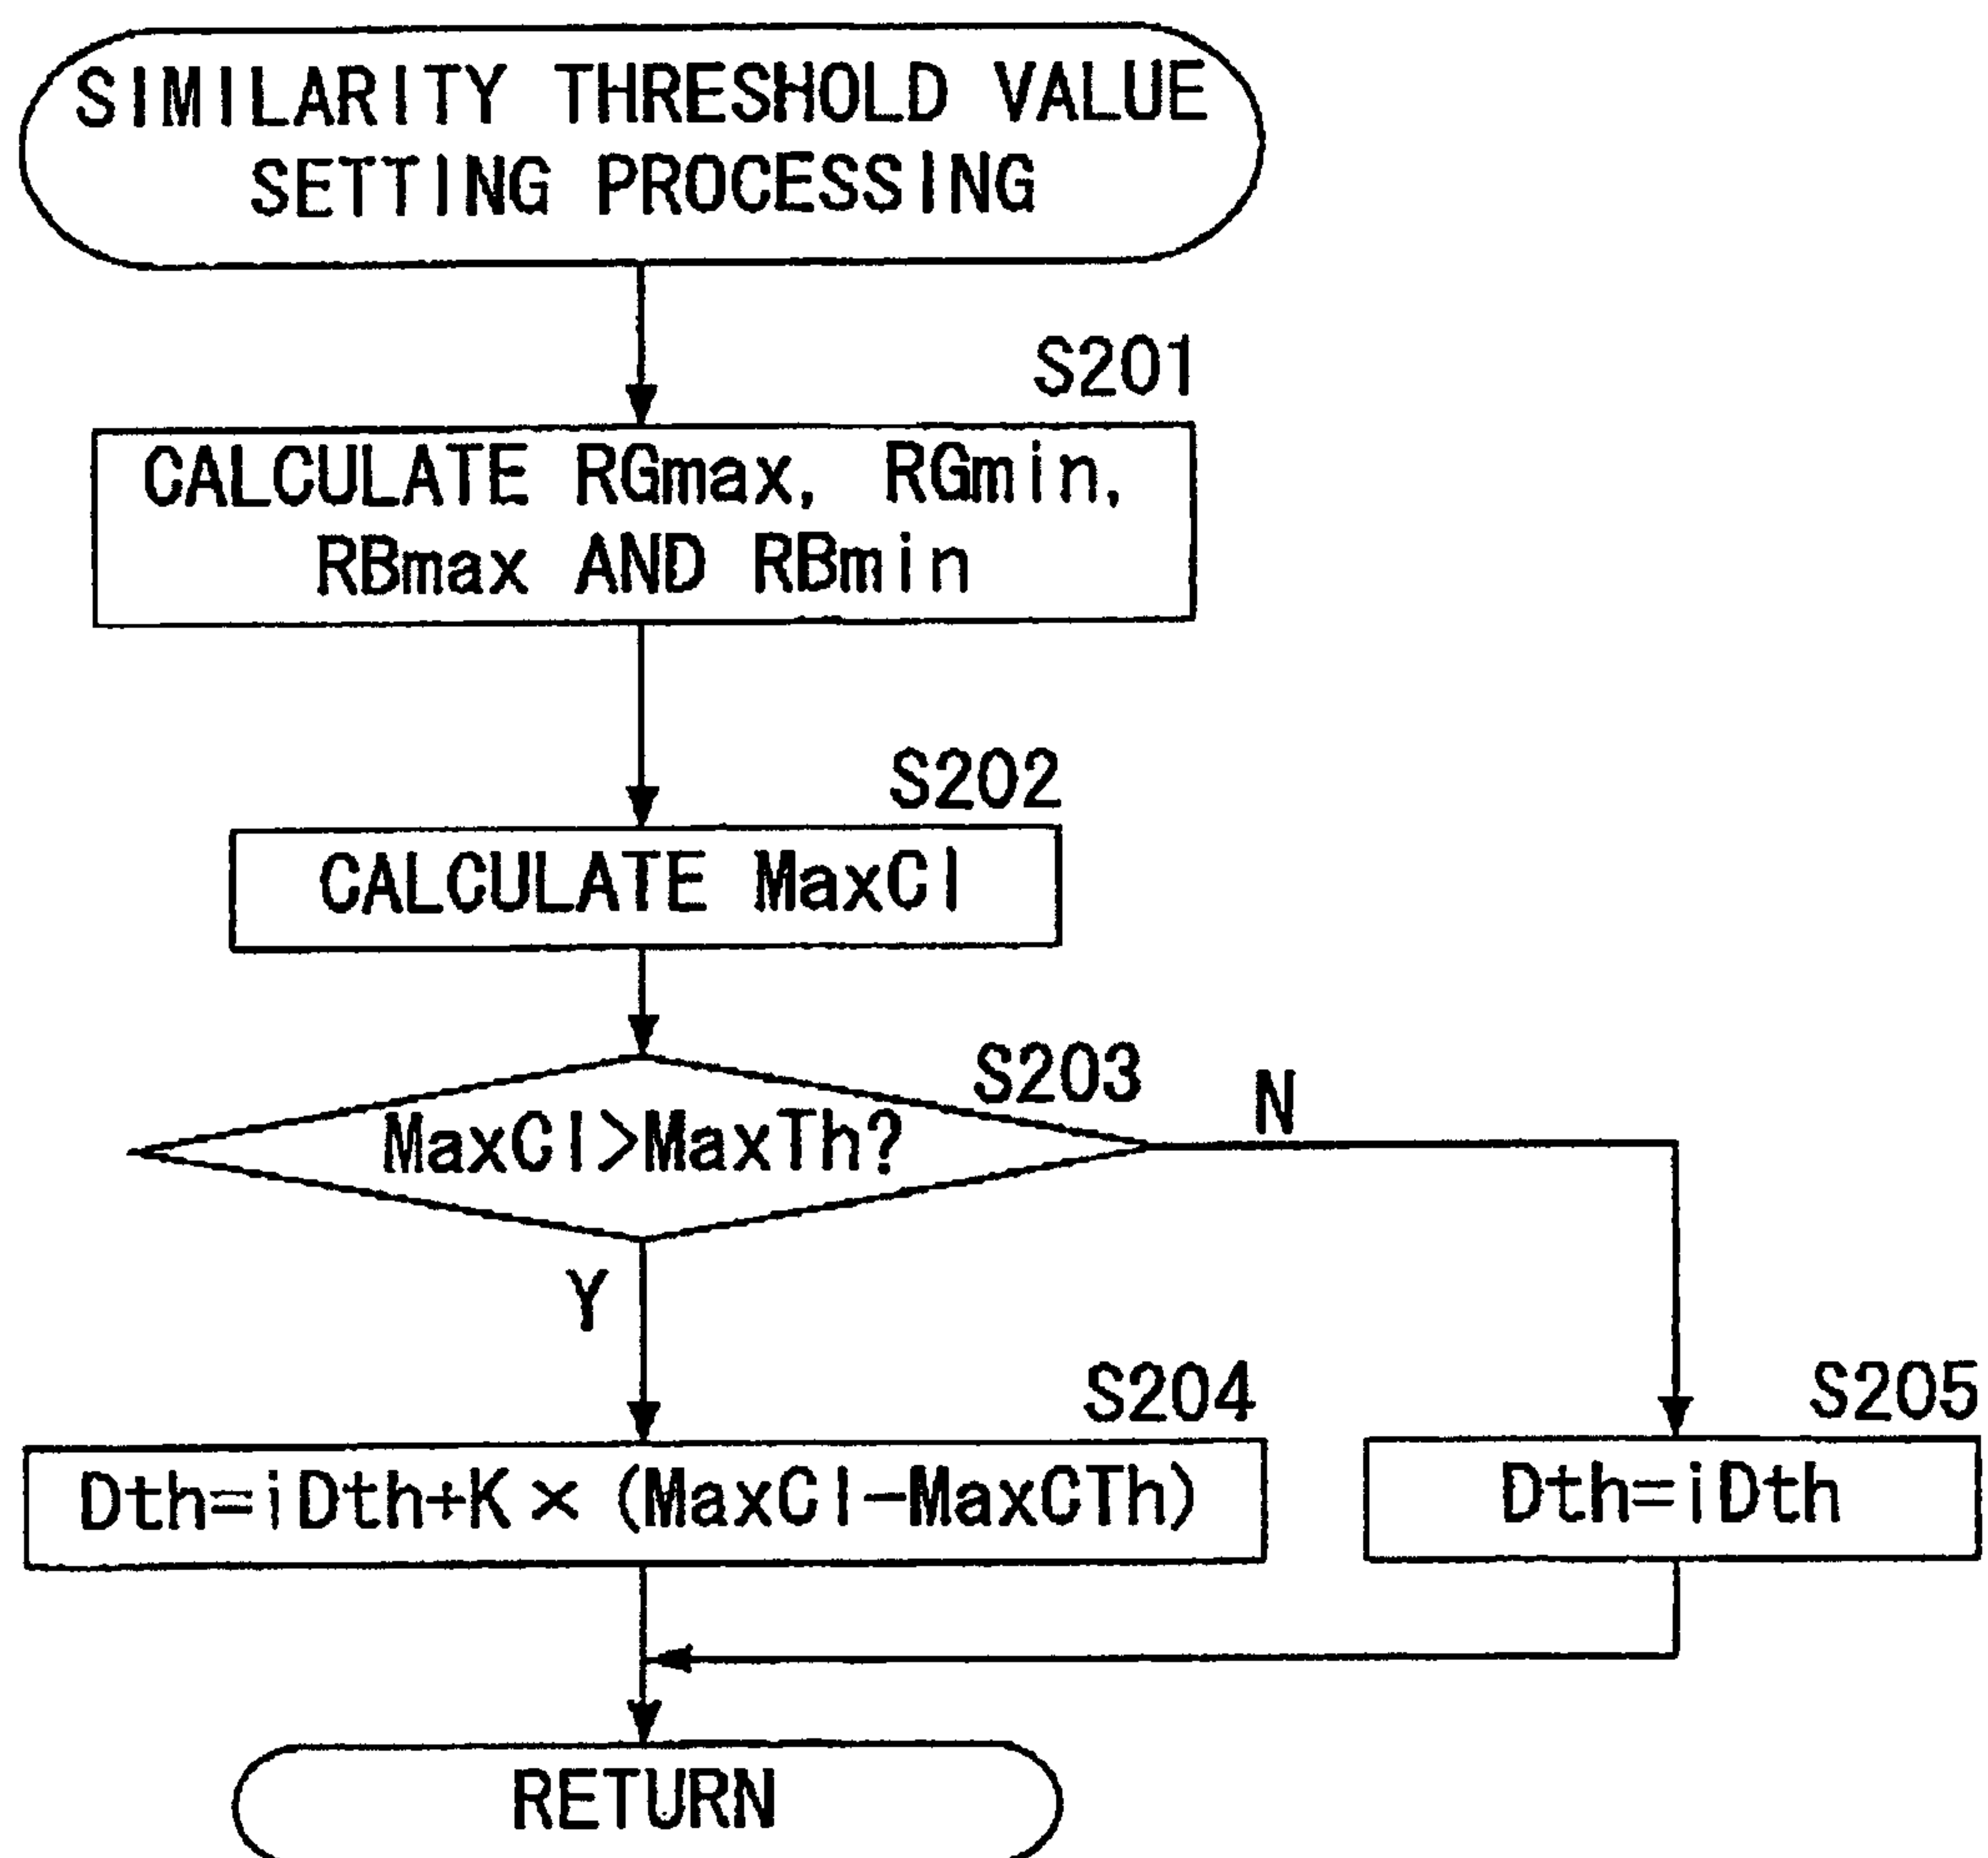 SIMILARITY THRESHOLD VALUE
SETTING PROCESSING
S201
CALCULATE RGmax, RGmin,
RBmax AND RBmin
S202
CALCULATE MaxCl
S203
MaxCl>MaxTh?
N
Y
S204
Dth=iDth+K×(MaxCl-MaxCTh)
S205
Dth=iDth
RETURN